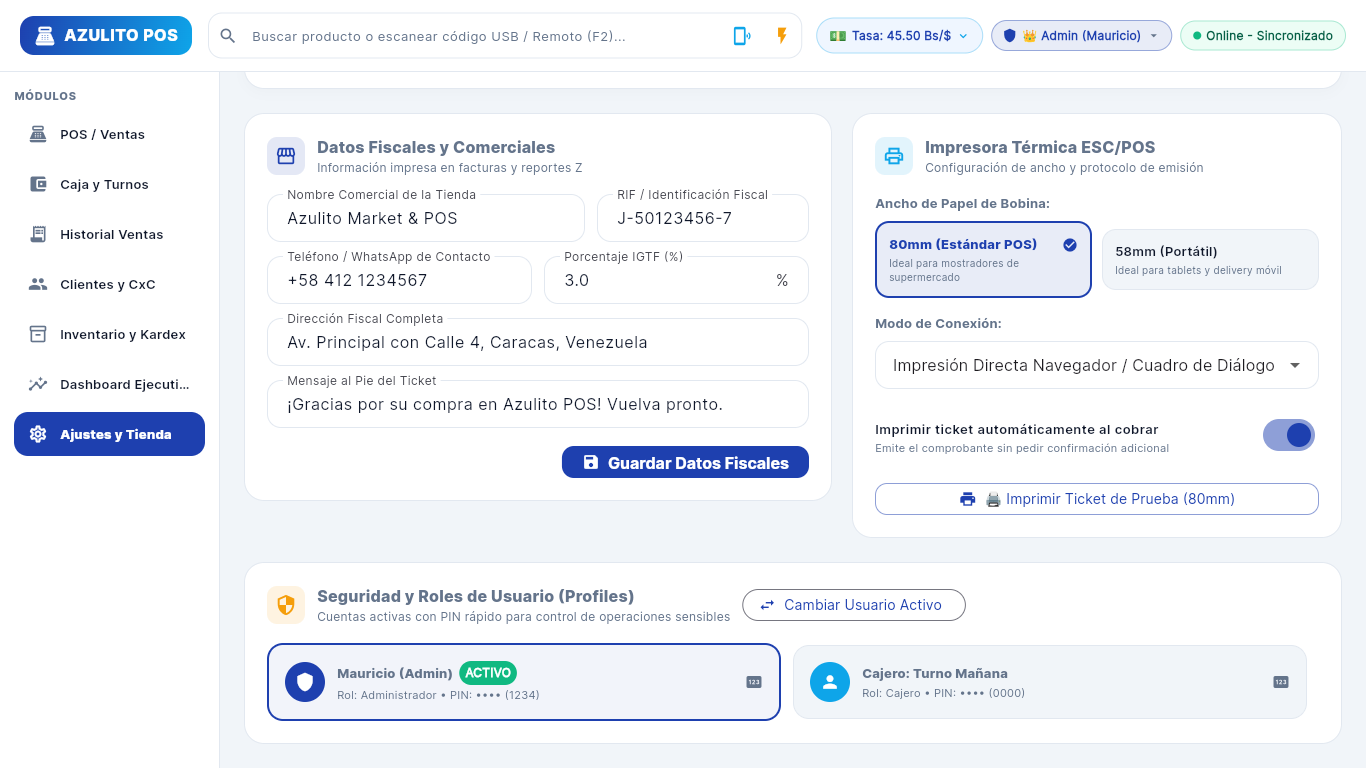 AZULITO POS
Buscar producto o escanear código USB / Remoto (F2)...
Tasa: 45.50 Bs/$
Admin (Mauricio)
Online - Sincronizado
MÓDULOS
POS / Ventas
Caja y Turnos
Historial Ventas
Clientes y CxC
Inventario y Kardex
Dashboard Ejecuti...
Ajustes y Tienda
Datos Fiscales y Comerciales
Información impresa en facturas y reportes Z
Nombre Comercial de la Tienda
Azulito Market & POS
RIF / Identificación Fiscal
J-50123456-7
Teléfono / WhatsApp de Contacto
+58 412 1234567
Porcentaje IGTF (%)
3.0 %
Dirección Fiscal Completa
Av. Principal con Calle 4, Caracas, Venezuela
Mensaje al Pie del Ticket
¡Gracias por su compra en Azulito POS! Vuelva pronto.
Guardar Datos Fiscales
Impresora Térmica ESC/POS
Configuración de ancho y protocolo de emisión
Ancho de Papel de Bobina:
80mm (Estándar POS)
Ideal para mostradores de
supermercado
58mm (Portátil)
Ideal para tablets y delivery móvil
Modo de Conexión:
Impresión Directa Navegador / Cuadro de Diálogo
Imprimir ticket automáticamente al cobrar
Emite el comprobante sin pedir confirmación adicional
Imprimir Ticket de Prueba (80mm)
Seguridad y Roles de Usuario (Profiles)
Cuentas activas con PIN rápido para control de operaciones sensibles
Cambiar Usuario Activo
Mauricio (Admin) ACTIVO
Rol: Administrador • PIN: •••• (1234)
123
Cajero: Turno Mañana
Rol: Cajero • PIN: •••• (0000)
123